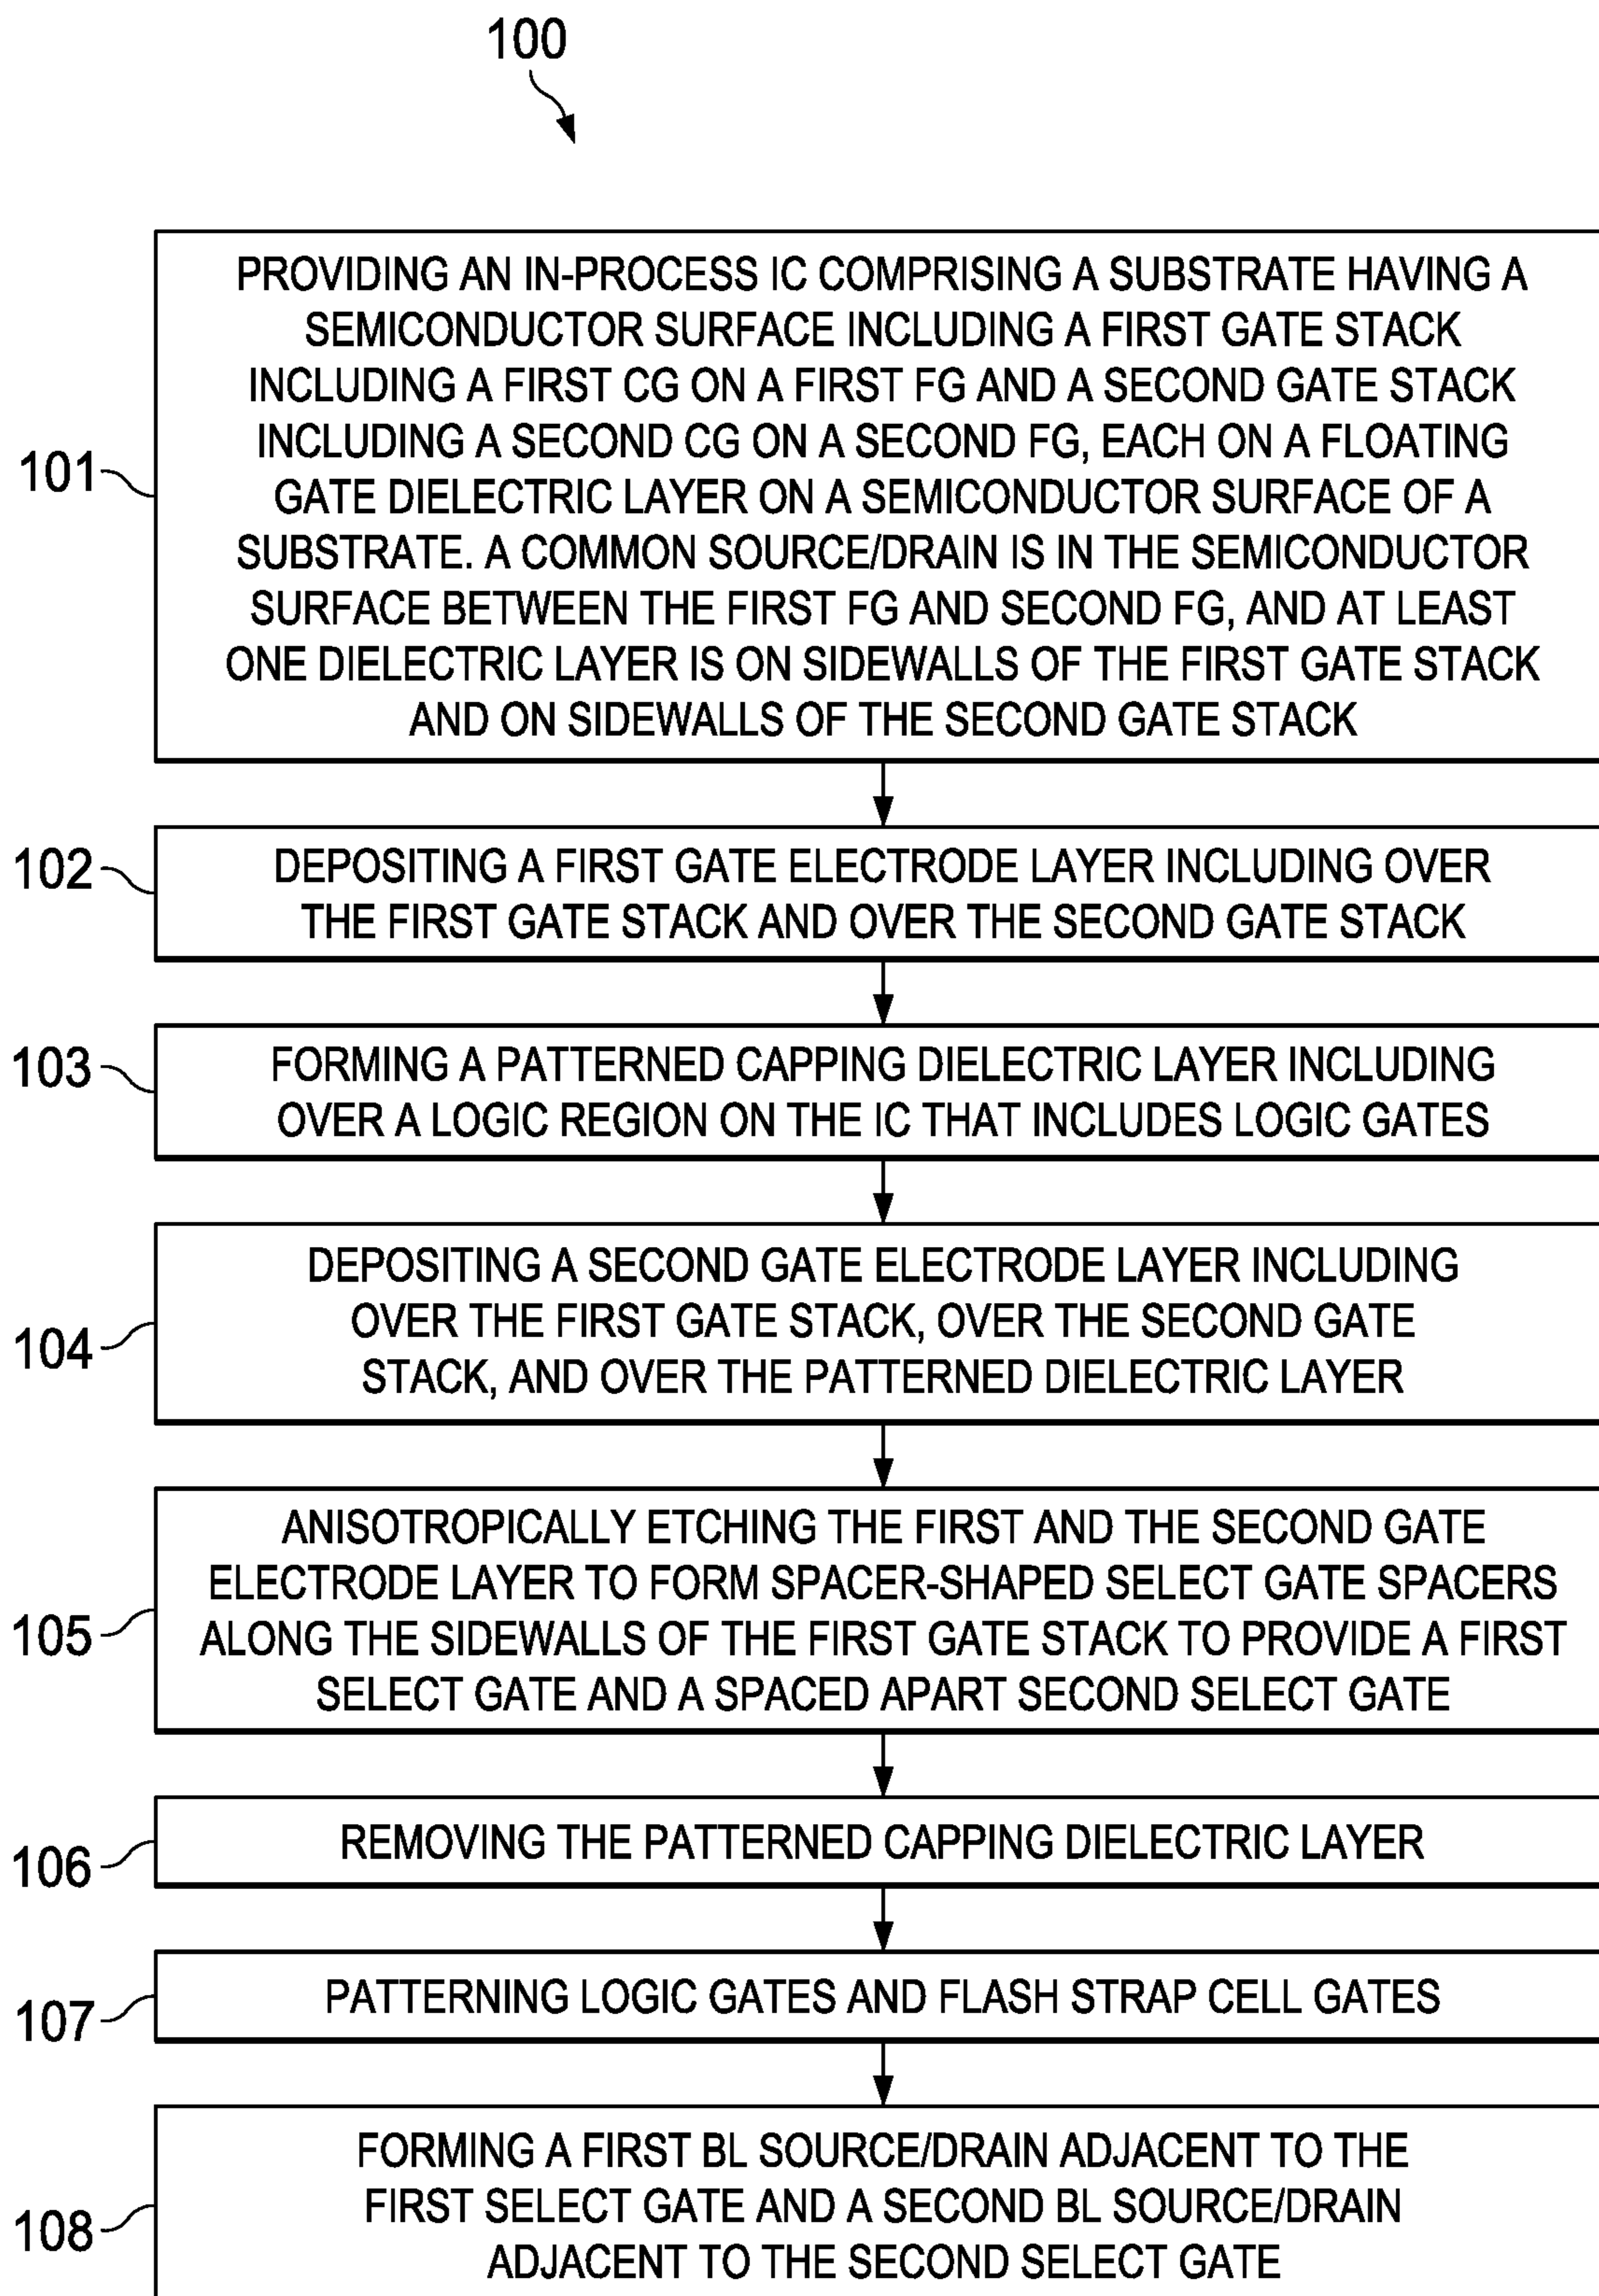 100
101
PROVIDING AN IN-PROCESS IC COMPRISING A SUBSTRATE HAVING A
SEMICONDUCTOR SURFACE INCLUDING A FIRST GATE STACK
INCLUDING A FIRST CG ON A FIRST FG AND A SECOND GATE STACK
INCLUDING A SECOND CG ON A SECOND FG, EACH ON A FLOATING
GATE DIELECTRIC LAYER ON A SEMICONDUCTOR SURFACE OF A
SUBSTRATE. A COMMON SOURCE/DRAIN IS IN THE SEMICONDUCTOR
SURFACE BETWEEN THE FIRST FG AND SECOND FG, AND AT LEAST
ONE DIELECTRIC LAYER IS ON SIDEWALLS OF THE FIRST GATE STACK
AND ON SIDEWALLS OF THE SECOND GATE STACK
102
DEPOSITING A FIRST GATE ELECTRODE LAYER INCLUDING OVER
THE FIRST GATE STACK AND OVER THE SECOND GATE STACK
103
FORMING A PATTERNED CAPPING DIELECTRIC LAYER INCLUDING
OVER A LOGIC REGION ON THE IC THAT INCLUDES LOGIC GATES
104
DEPOSITING A SECOND GATE ELECTRODE LAYER INCLUDING
OVER THE FIRST GATE STACK, OVER THE SECOND GATE
STACK, AND OVER THE PATTERNED DIELECTRIC LAYER
105
ANISOTROPICALLY ETCHING THE FIRST AND THE SECOND GATE
ELECTRODE LAYER TO FORM SPACER-SHAPED SELECT GATE SPACERS
ALONG THE SIDEWALLS OF THE FIRST GATE STACK TO PROVIDE A FIRST
SELECT GATE AND A SPACED APART SECOND SELECT GATE
106
REMOVING THE PATTERNED CAPPING DIELECTRIC LAYER
107
PATTERNING LOGIC GATES AND FLASH STRAP CELL GATES
108
FORMING A FIRST BL SOURCE/DRAIN ADJACENT TO THE
FIRST SELECT GATE AND A SECOND BL SOURCE/DRAIN
ADJACENT TO THE SECOND SELECT GATE